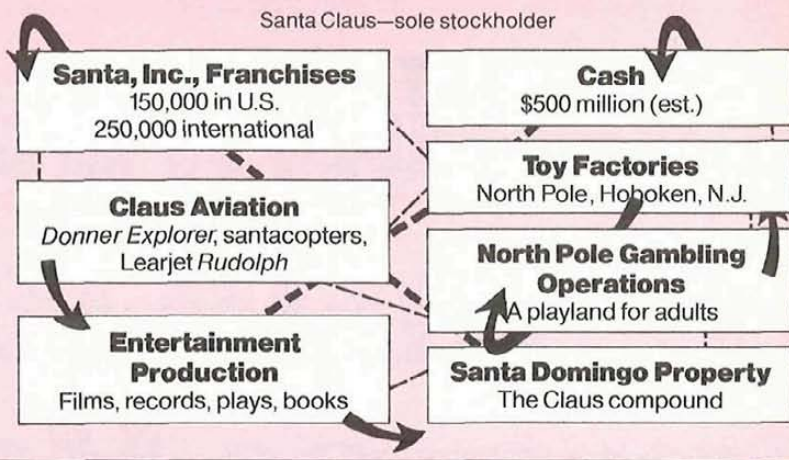 Santa Claus—sole stockholder
Santa, Inc., Franchises
150,000 in U.S.
250,000 international
Claus Aviation
Donner Explorer, santacopters,
Learjet Rudolph
Entertainment
Production
Films, records, plays, books
Cash
$500 million (est.)
Toy Factories
North Pole, Hoboken, N.J.
North Pole Gambling
Operations
A playland for adults
Santa Domingo Property
The Claus compound